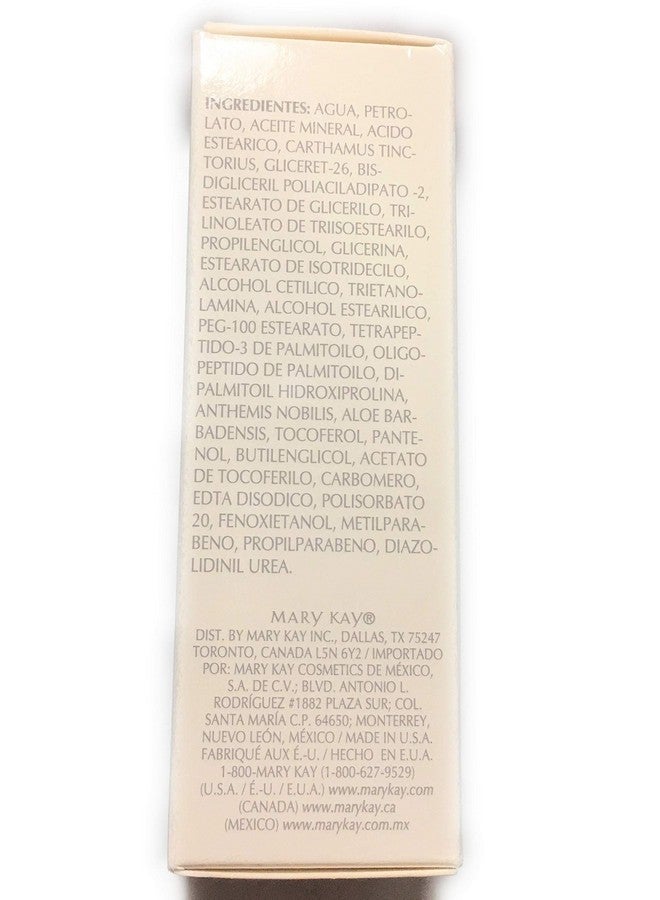 INGREDIENTES: AGUA, PETRO-
LATO, ACEITE MINERAL, ACIDO
ESTEARICO, CARTHAMUS TINC-
TORIUS, GLICERET-26, BIS-
DIGLICERIL POLIACILADIPATO -2,
ESTEARATO DE GLICERILO, TRI-
LINOLEATO DE TRIISOESTEARILO,
PROPILENGLICOL, GLICERINA,
ESTEARATO DE ISOTRIDECILO,
ALCOHOL CETILICO, TRIETANO-
LAMINA, ALCOHOL ESTEARILICO,
PEG-100 ESTEARATO, TETRAPEP-
TIDO-3 DE PALMITOILO, OLIGO-
PEPTIDO DE PALMITOILO, DI-
PALMITOIL HIDROXIPROLINA,
ANTHEMIS NOBILIS, ALOE BAR-
BADENSIS, TOCOFEROL, PANTE-
NOL, BUTILENGLICOL, ACETATO
DE TOCOFERILO, CARBOMERO,
EDTA DISODICO, POLISORBATO
20, FENOXIETANOL, METILPARA-
BENO, PROPILPARABENO, DIAZO-
LIDINIL UREA.
MARY KAY®
DIST. BY MARY KAY INC., DALLAS, TX 75247
TORONTO, CANADA L5N 6Y2 / IMPORTADO
POR: MARY KAY COSMETICS DE MÉXICO,
S.A. DE C.V.; BLVD. ANTONIO L.
RODRÍGUEZ #1882 PLAZA SUR; COL.
SANTA MARÍA C.P. 64650; MONTERREY,
NUEVO LEÓN, MÉXICO / MADE IN U.S.A.
FABRIQUÉ AUX É.-U. / HECHO EN E.U.A.
1-800-MARY KAY (1-800-627-9529)
(U.S.A. / É.-U. / E.U.A.) www.marykay.com
(CANADA) www.marykay.ca
(MEXICO) www.marykay.com.mx